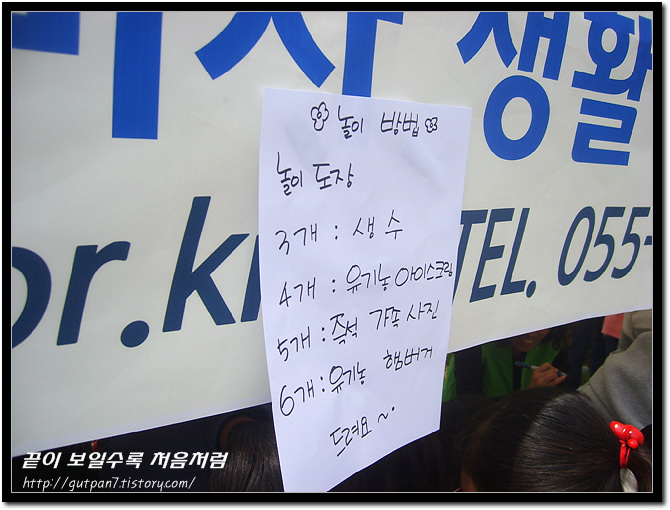 자 생활
or.kr TEL. 055-
놀이 방법
놀이 도장
3개 : 생수
4개 : 유기농아이스크림
5개 : 즉석 가족사진
6개 : 유기농 햄버거
드려요~.
끝이 보일수록 처음처럼
http://gutpan7.tistory.com/